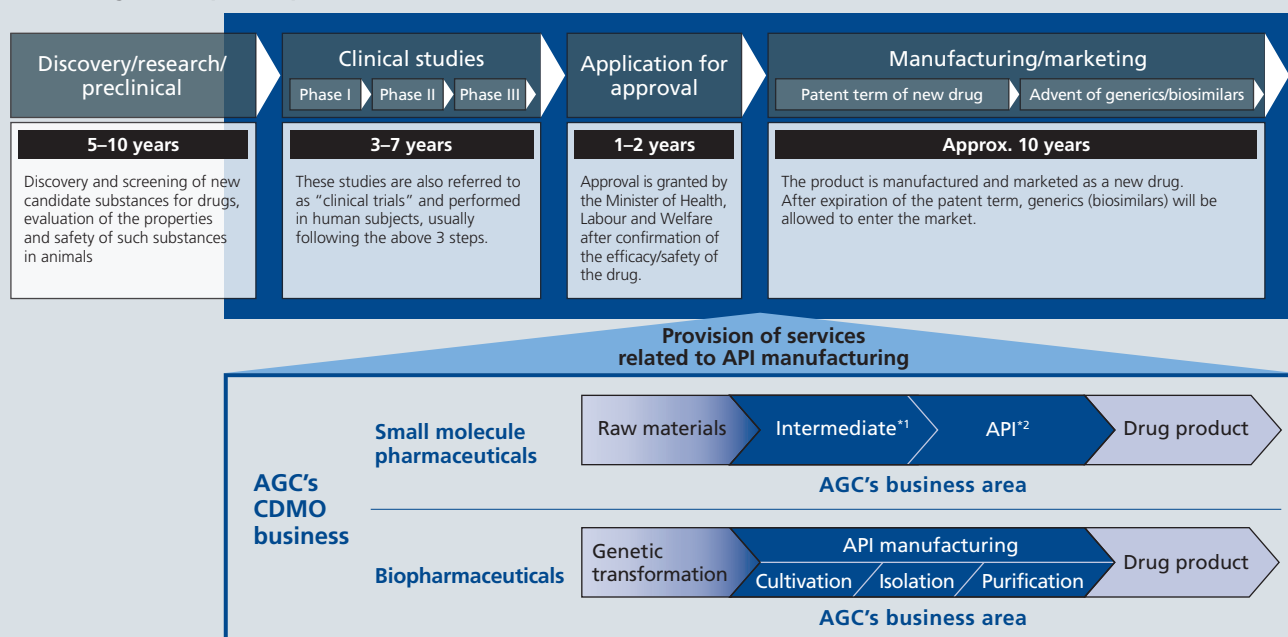 Discovery/research/
preclinical
Clinical studies
Phase I
Phase II
Phase III
Application for
approval
Manufacturing/marketing
Patent term of new drug
Advent of generics/biosimilars
5–10 years
Discovery and screening of new
candidate substances for drugs,
evaluation of the properties
and safety of such substances
in animals
3–7 years
These studies are also referred to
as “clinical trials” and performed
in human subjects, usually
following the above 3 steps.
1–2 years
Approval is granted by
the Minister of Health,
Labour and Welfare
after confirmation of
the efficacy/safety of
the drug.
Approx. 10 years
The product is manufactured and marketed as a new drug.
After expiration of the patent term, generics (biosimilars) will be
allowed to enter the market.
Provision of services
related to API manufacturing
AGC’s
CDMO
business
Small molecule
pharmaceuticals
Raw materials
Intermediate*1
API*2
Drug product
AGC’s business area
Biopharmaceuticals
Genetic
transformation
API manufacturing
Cultivation
Isolation
Purification
Drug product
AGC’s business area